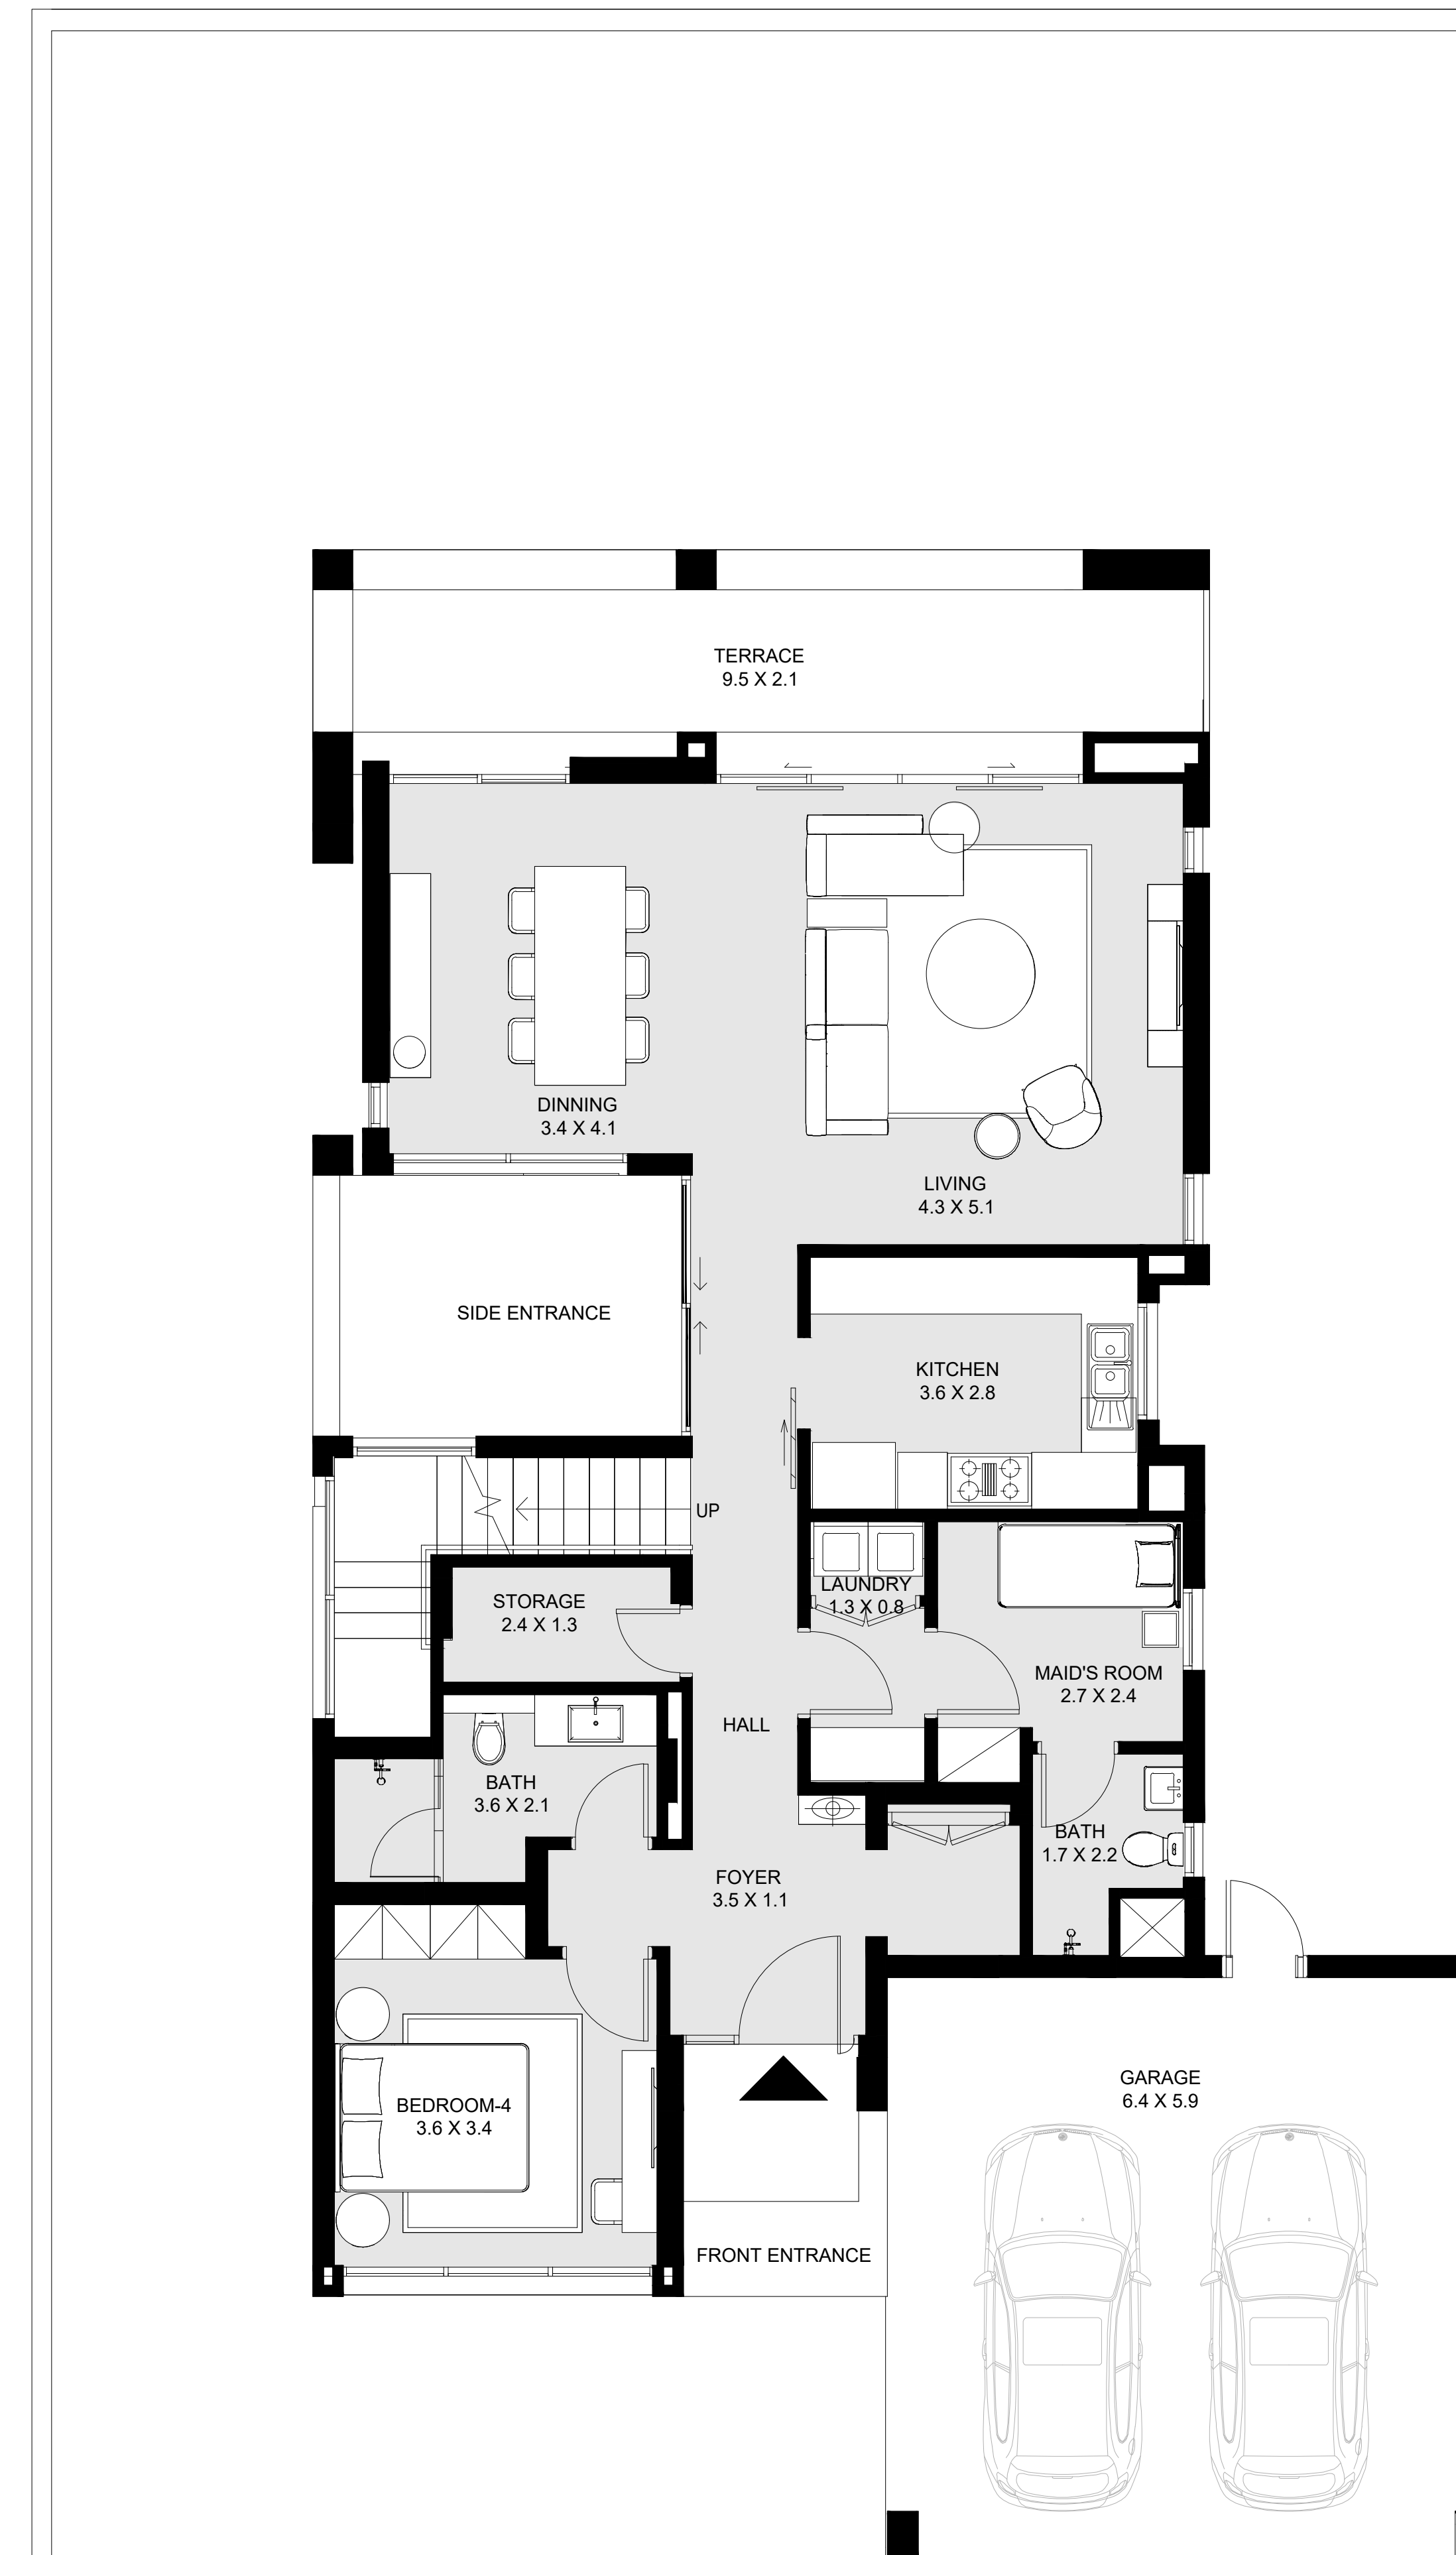 TERRACE
9.5 X 2.1
DINNING
3.4 X 4.1
LIVING
4.3 X 5.1
SIDE ENTRANCE
KITCHEN
3.6 X 2.8
UP
LAUNDRY
1.3 X 0.8
STORAGE
2.4 X 1.3
MAID'S ROOM
2.7 X 2.4
HALL
BATH
3.6 X 2.1
BATH
1.7 X 2.2
FOYER
3.5 X 1.1
GARAGE
6.4 X 5.9
BEDROOM-4
3.6 X 3.4
FRONT ENTRANCE